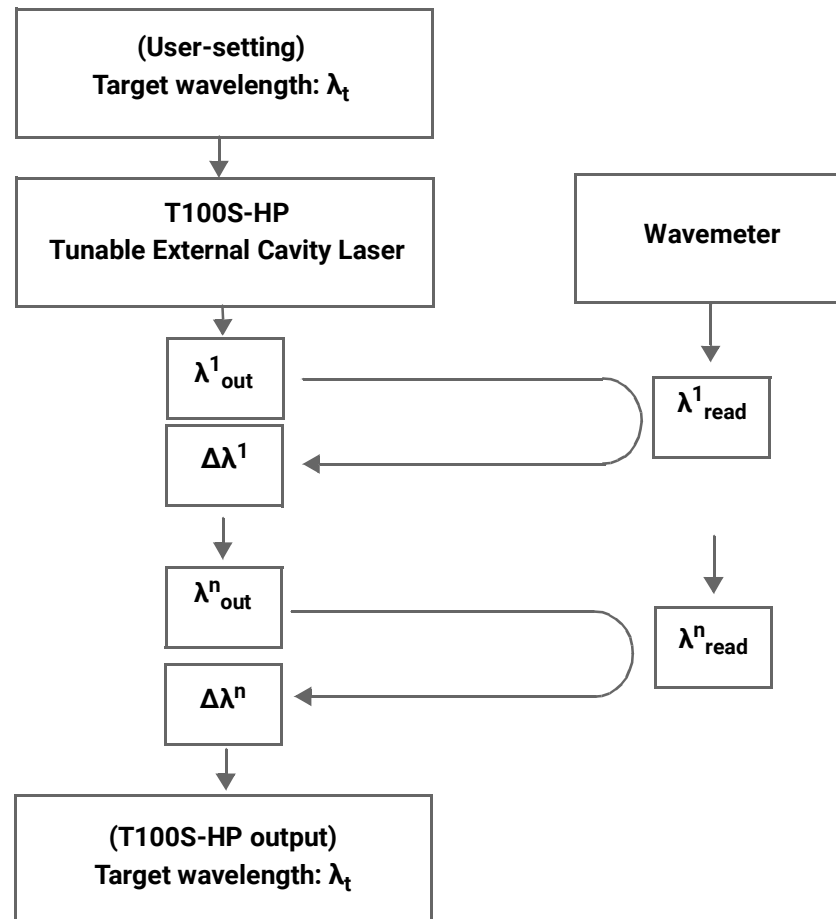 (User-setting)
Target wavelength: λₜ
T100S-HP
Tunable External Cavity Laser
Wavemeter
λ¹out
λ¹read
Δλ¹
λⁿout
λⁿread
Δλⁿ
(T100S-HP output)
Target wavelength: λₜ